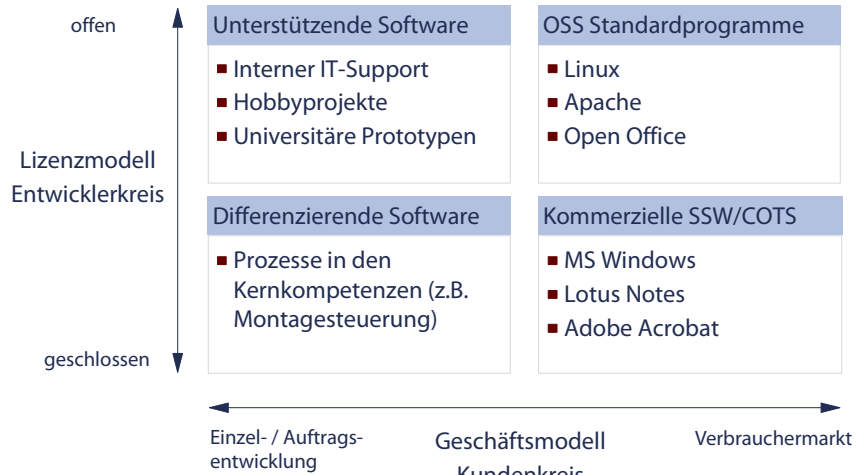 offen
Unterstützende Software
Interner IT-Support
Hobbyprojekte
Universitäre Prototypen
OSS Standardprogramme
Linux
Apache
Open Office
Lizenzmodell
Entwicklerkreis
Differenzierende Software
Prozesse in den
Kernkompetenzen (z.B.
Montagesteuerung)
Kommerzielle SSW/COTS
MS Windows
Lotus Notes
Adobe Acrobat
geschlossen
Einzel- / Auftrags-
entwicklung
Geschäftsmodell
Kundenkreis
Verbrauchermarkt